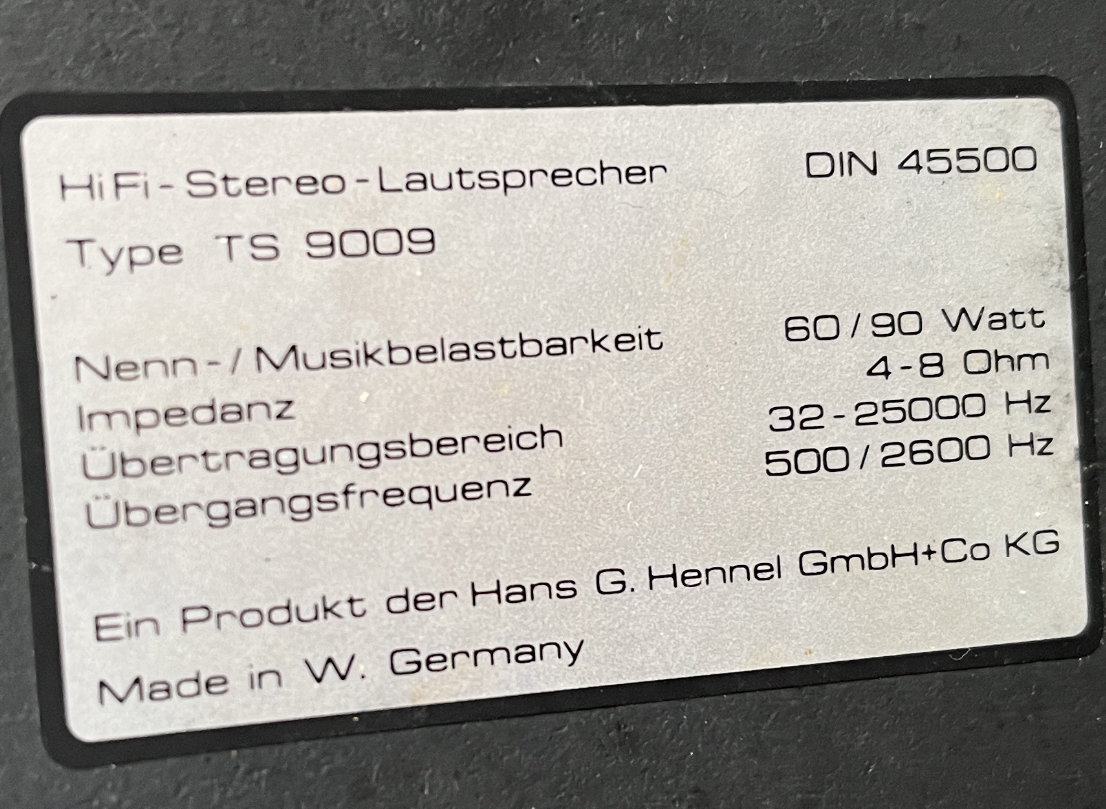 HiFi-Stereo-Lautsprecher DIN 45500
Type TS 9009
Nenn-/Musikbelastbarkeit 60/90 Watt
Impedanz 4-8 Ohm
Übertragungsbereich 32-25000 Hz
Übergangsfrequenz 500/2600 Hz
Ein Produkt der Hans G. Hennel GmbH+Co KG
Made in W. Germany